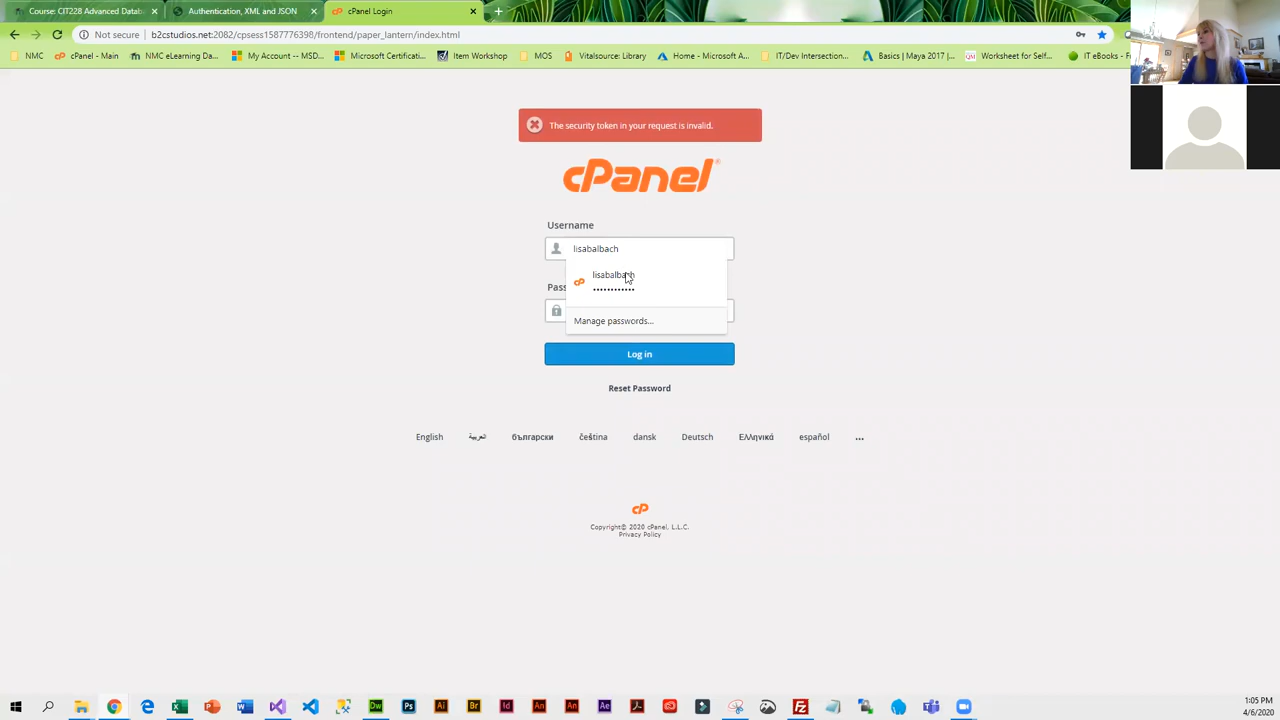 Course: CIT228 Advanced Datab
Authentication, XML and JSON
cPanel Login
Not secure
b2cstudios.net:2082/cpsess1587776398/frontend/paper_lantern/index.html
NMC
cPanel - Main
NMC eLearning Da...
My Account -- MSD...
Microsoft Certificati...
Item Workshop
MOS
Vitalsource: Library
Home - Microsoft A...
IT/Dev Intersection...
Basics | Maya 2017 |...
Worksheet for Self...
IT eBooks - F
The security token in your request is invalid.
cPanel®
Username
lisabalbach
lisabalbach
Pass
Manage passwords...
Log in
Reset Password
English
العربية
български
čeština
dansk
Deutsch
Ελληνικά
español
...
Copyright© 2020 cPanel, L.L.C.
Privacy Policy
1:05 PM
4/6/2020